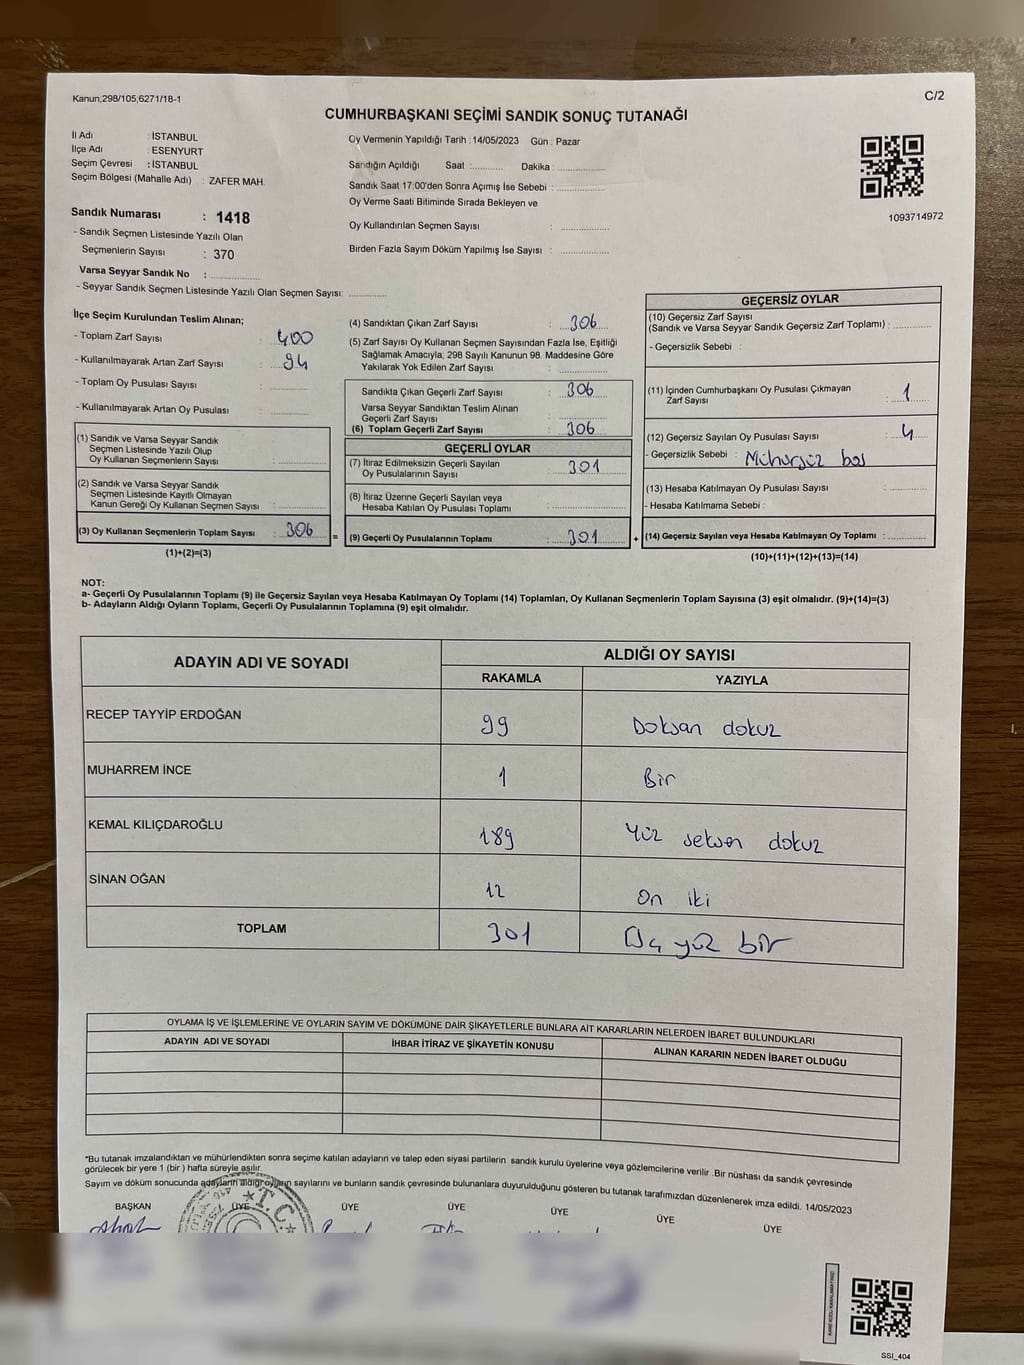 Kanun;298/105;6271/18-1
C/2
CUMHURBAŞKANI SEÇİMİ SANDIK SONUÇ TUTANAĞI
İl Adı : İSTANBUL
İlçe Adı : ESENYURT
Seçim Çevresi : İSTANBUL
Seçim Bölgesi (Mahalle Adı) : ZAFER MAH.
Oy Vermenin Yapıldığı Tarih : 14/05/2023 Gün : Pazar
Sandığın Açıldığı Saat :............ Dakika :................
Sandık Saat 17:00'den Sonra Açımış İse Sebebi :................
Oy Verme Saati Bitiminde Sırada Bekleyen ve
Oy Kullandırılan Seçmen Sayısı : ................
Birden Fazla Sayım Döküm Yapılmış İse Sayısı : ................
1093714972
Sandık Numarası : 1418
- Sandık Seçmen Listesinde Yazılı Olan
Seçmenlerin Sayısı : 370
Varsa Seyyar Sandık No : ................
- Seyyar Sandık Seçmen Listesinde Yazılı Olan Seçmen Sayısı: ............
İlçe Seçim Kurulundan Teslim Alınan;
- Toplam Zarf Sayısı : 400
- Kullanılmayarak Artan Zarf Sayısı : 94
- Toplam Oy Pusulası Sayısı : ............
- Kullanılmayarak Artan Oy Pusulası : ............
(1) Sandık ve Varsa Seyyar Sandık
Seçmen Listesinde Yazılı Olup
Oy Kullanan Seçmenlerin Sayısı : ............
(2) Sandık ve Varsa Seyyar Sandık
Seçmen Listesinde Kayıtlı Olmayan
Kanun Gereği Oy Kullanan Seçmen Sayısı : ............
(3) Oy Kullanan Seçmenlerin Toplam Sayısı : 306
(1)+(2)=(3)
=
(4) Sandıktan Çıkan Zarf Sayısı : 306
(5) Zarf Sayısı Oy Kullanan Seçmen Sayısından Fazla İse, Eşitliği
Sağlamak Amacıyla; 298 Sayılı Kanunun 98. Maddesine Göre
Yakılarak Yok Edilen Zarf Sayısı : ............
Sandıkta Çıkan Geçerli Zarf Sayısı : 306
Varsa Seyyar Sandıktan Teslim Alınan
Geçerli Zarf Sayısı : ............
(6) Toplam Geçerli Zarf Sayısı : 306
GEÇERLİ OYLAR
(7) İtiraz Edilmeksizin Geçerli Sayılan
Oy Pusulalarının Sayısı : 301
(8) İtiraz Üzerine Geçerli Sayılan veya
Hesaba Katılan Oy Pusulası Toplamı : ............
(9) Geçerli Oy Pusulalarının Toplamı : 301
+
GEÇERSİZ OYLAR
(10) Geçersiz Zarf Sayısı
(Sandık ve Varsa Seyyar Sandık Geçersiz Zarf Toplamı) : ............
- Geçersizlik Sebebi :
(11) İçinden Cumhurbaşkanı Oy Pusulası Çıkmayan
Zarf Sayısı : 1
(12) Geçersiz Sayılan Oy Pusulası Sayısı : 4
- Geçersizlik Sebebi : Mühürsüz boş
(13) Hesaba Katılmayan Oy Pusulası Sayısı : ............
- Hesaba Katılmama Sebebi :
(14) Geçersiz Sayılan veya Hesaba Katılmayan Oy Toplamı : ............
(10)+(11)+(12)+(13)=(14)
NOT:
a- Geçerli Oy Pusulalarının Toplamı (9) ile Geçersiz Sayılan veya Hesaba Katılmayan Oy Toplamı (14) Toplamları, Oy Kullanan Seçmenlerin Toplam Sayısına (3) eşit olmalıdır. (9)+(14)=(3)
b- Adayların Aldığı Oyların Toplamı, Geçerli Oy Pusulalarının Toplamına (9) eşit olmalıdır.
ADAYIN ADI VE SOYADI ALDIĞI OY SAYISI
RAKAMLA YAZIYLA
RECEP TAYYİP ERDOĞAN 99 Doksan dokuz
MUHARREM İNCE 1 Bir
KEMAL KILIÇDAROĞLU 189 Yüz seksen dokuz
SİNAN OĞAN 12 On iki
TOPLAM 301 Üç yüz bir
OYLAMA İŞ VE İŞLEMLERİNE VE OYLARIN SAYIM VE DÖKÜMÜNE DAİR ŞİKAYETLERLE BUNLARA AİT KARARLARIN NELERDEN İBARET BULUNDUKLARI
ADAYIN ADI VE SOYADI İHBAR İTİRAZ VE ŞİKAYETİN KONUSU ALINAN KARARIN NEDEN İBARET OLDUĞU
*Bu tutanak imzalandıktan ve mühürlendikten sonra seçime katılan adayların ve talep eden siyasi partilerin sandık kurulu üyelerine veya gözlemcilerine verilir .Bir nüshası da sandık çevresinde
görülecek bir yere 1 (bir ) hafta süreyle asılır.
Sayım ve döküm sonucunda adayların aldığı oyların sayılarını ve bunların sandık çevresinde bulunanlara duyurulduğunu gösteren bu tutanak tarafımızdan düzenlenerek imza edildi. 14/05/2023
BAŞKAN ÜYE ÜYE ÜYE ÜYE ÜYE ÜYE
T.C.
SSI_404